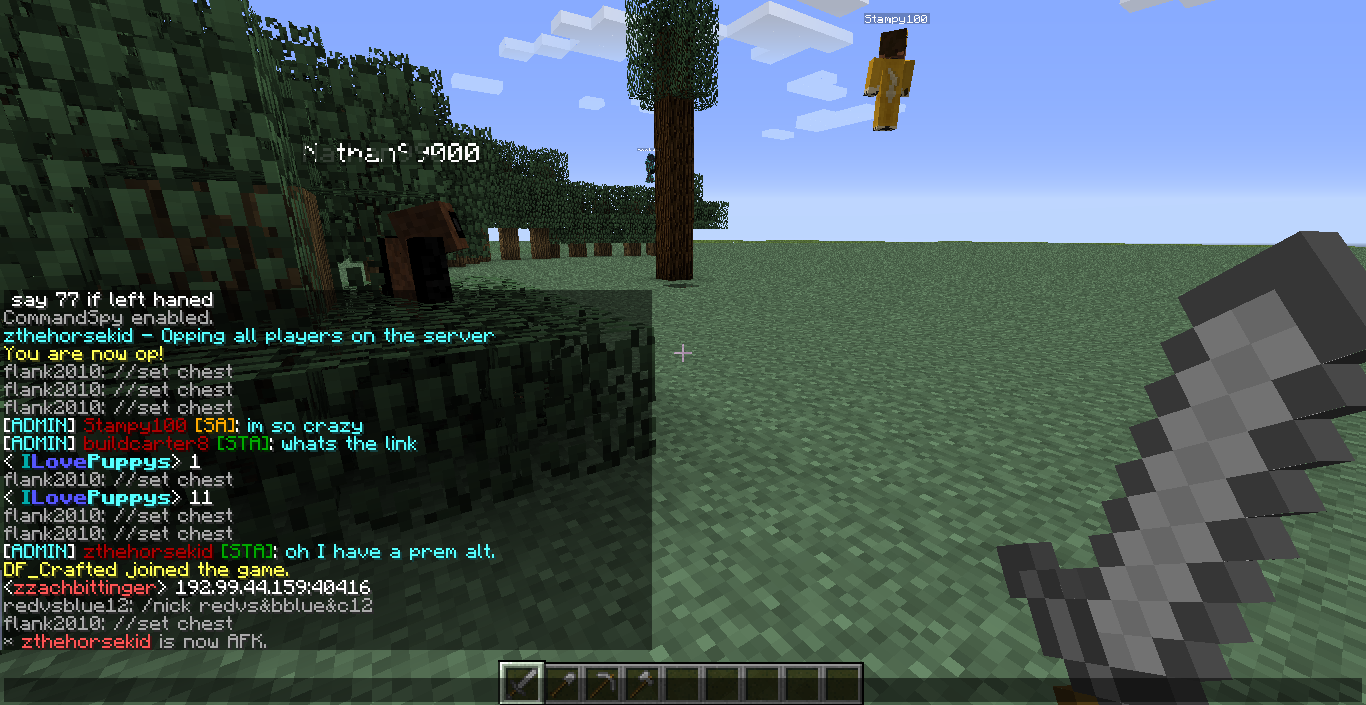 Stampy100
say 77 if left haned
CommandSpy enabled.
zthehorsekid - Opping all players on the server
You are now op!
flank2010: //set chest
flank2010: //set chest
flank2010: //set chest
[ADMIN] Stampy100 [SA]: im so crazy
[ADMIN] buildcarter8 [STA]: whats the link
< ILovePuppys> 1
flank2010: //set chest
< ILovePuppys> 11
flank2010: //set chest
flank2010: //set chest
[ADMIN] zthehorsekid [STA]: oh I have a prem alt.
DF_Crafted joined the game.
<zzachbittinger> 192.99.44.159:40416
redvsblue12: /nick redvs&bblue&c12
flank2010: //set chest
* zthehorsekid is now AFK.